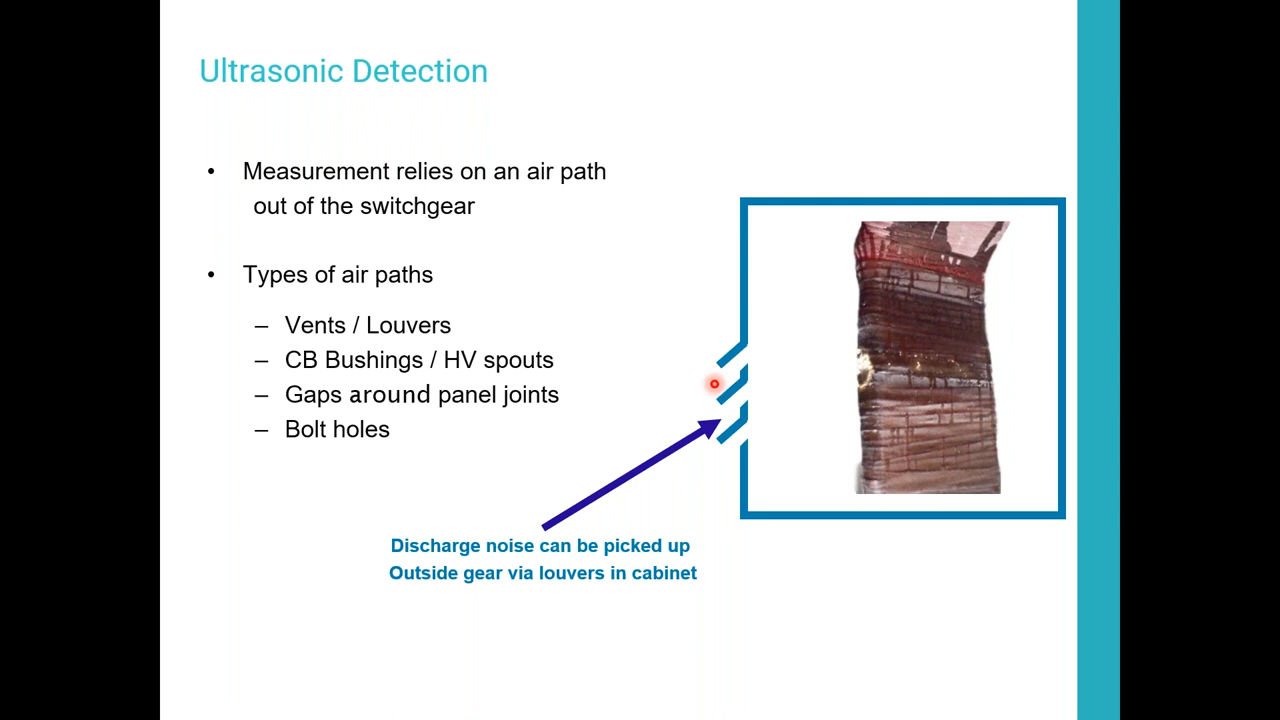 Ultrasonic Detection
• Measurement relies on an air path
out of the switchgear
• Types of air paths
– Vents / Louvers
– CB Bushings / HV spouts
– Gaps around panel joints
– Bolt holes
Discharge noise can be picked up
Outside gear via louvers in cabinet